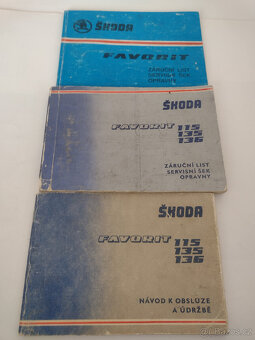 ŠKODA
FAVORIT
ZÁRUČNÍ LIST
SERVISNÍ ŠEK
OPRAVNY
ŠKODA
FAVORIT 115
135
136
ZÁRUČNÍ LIST
SERVISNÍ ŠEK
OPRAVNY
ŠKODA
FAVORIT 115
135
136
NÁVOD K OBSLUZE
A ÚDRŽBĚ